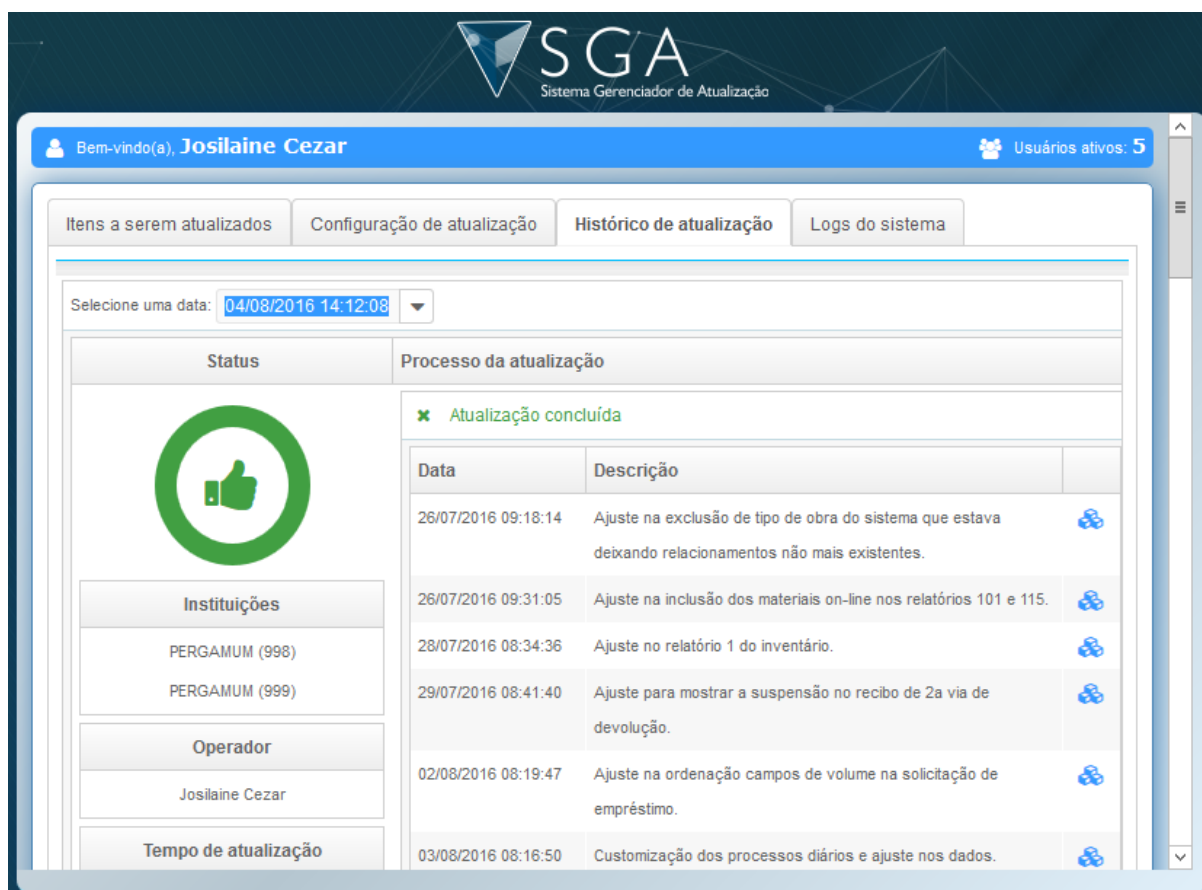 SGA
Sistema Gerenciador de Atualização
Bem-vindo(a), Josilaine Cezar
Usuários ativos: 5
Itens a serem atualizados
Configuração de atualização
Histórico de atualização
Logs do sistema
Selecione uma data: 04/08/2016 14:12:08
Status
Processo da atualização
Atualização concluída
Data
Descrição
26/07/2016 09:18:14
Ajuste na exclusão de tipo de obra do sistema que estava
deixando relacionamentos não mais existentes.
26/07/2016 09:31:05
Ajuste na inclusão dos materiais on-line nos relatórios 101 e 115.
28/07/2016 08:34:36
Ajuste no relatório 1 do inventário.
29/07/2016 08:41:40
Ajuste para mostrar a suspensão no recibo de 2a via de
devolução.
02/08/2016 08:19:47
Ajuste na ordenação campos de volume na solicitação de
empréstimo.
03/08/2016 08:16:50
Customização dos processos diários e ajuste nos dados.
Instituições
PERGAMUM (998)
PERGAMUM (999)
Operador
Josilaine Cezar
Tempo de atualização